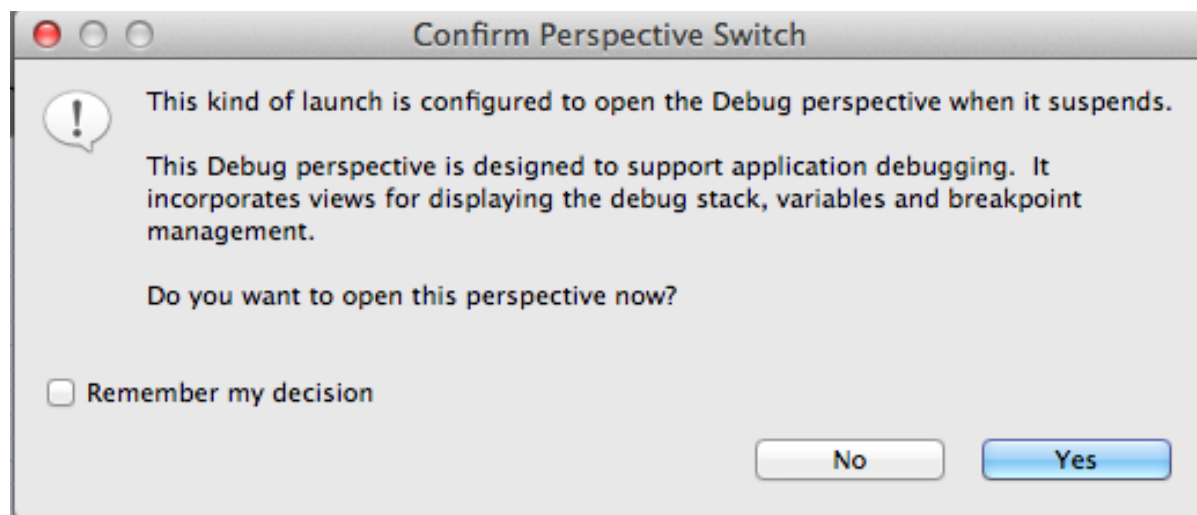 Confirm Perspective Switch
This kind of launch is configured to open the Debug perspective when it suspends.
This Debug perspective is designed to support application debugging.  It
incorporates views for displaying the debug stack, variables and breakpoint
management.
Do you want to open this perspective now?
Remember my decision
No Yes